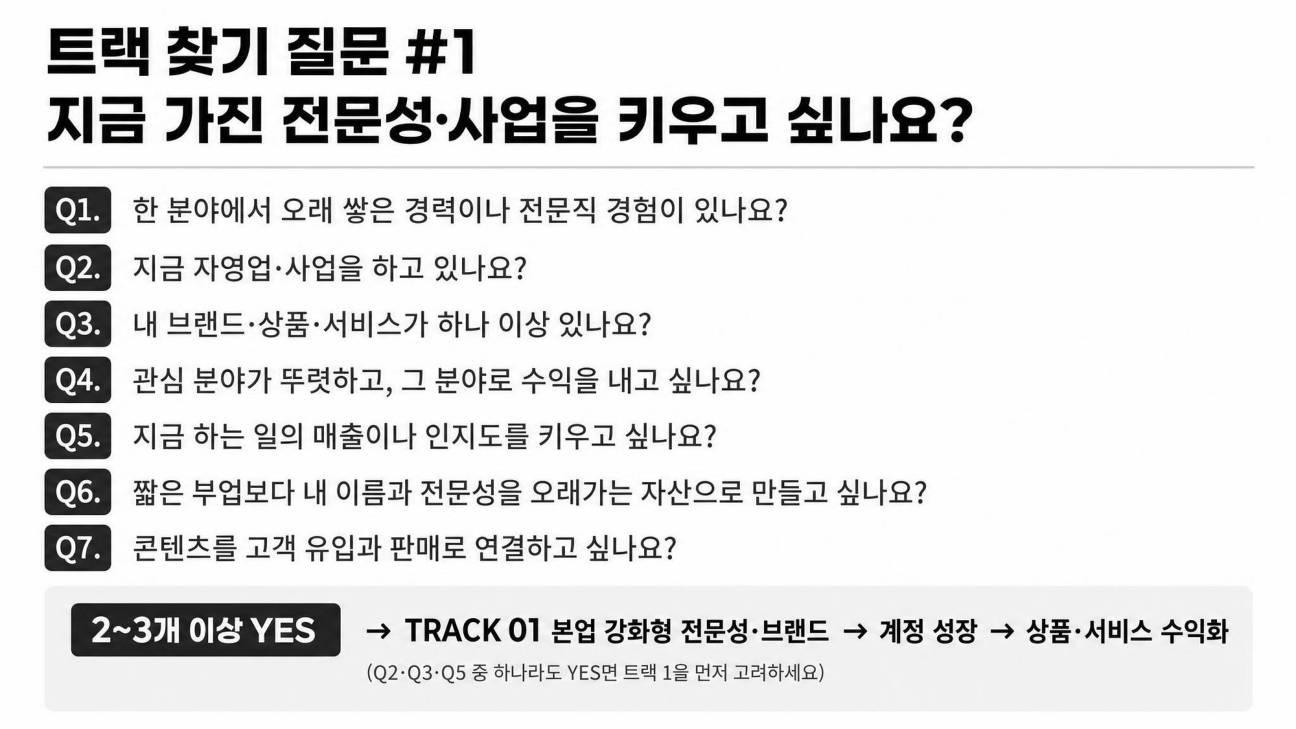 트랙 찾기 질문 #1
지금 가진 전문성·사업을 키우고 싶나요?
Q1. 한 분야에서 오래 쌓은 경력이나 전문직 경험이 있나요?
Q2. 지금 자영업·사업을 하고 있나요?
Q3. 내 브랜드·상품·서비스가 하나 이상 있나요?
Q4. 관심 분야가 뚜렷하고, 그 분야로 수익을 내고 싶나요?
Q5. 지금 하는 일의 매출이나 인지도를 키우고 싶나요?
Q6. 짧은 부업보다 내 이름과 전문성을 오래가는 자산으로 만들고 싶나요?
Q7. 콘텐츠를 고객 유입과 판매로 연결하고 싶나요?
2~3개 이상 YES → TRACK 01 본업 강화형 전문성·브랜드 → 계정 성장 → 상품·서비스 수익화
(Q2·Q3·Q5 중 하나라도 YES면 트랙 1을 먼저 고려하세요)